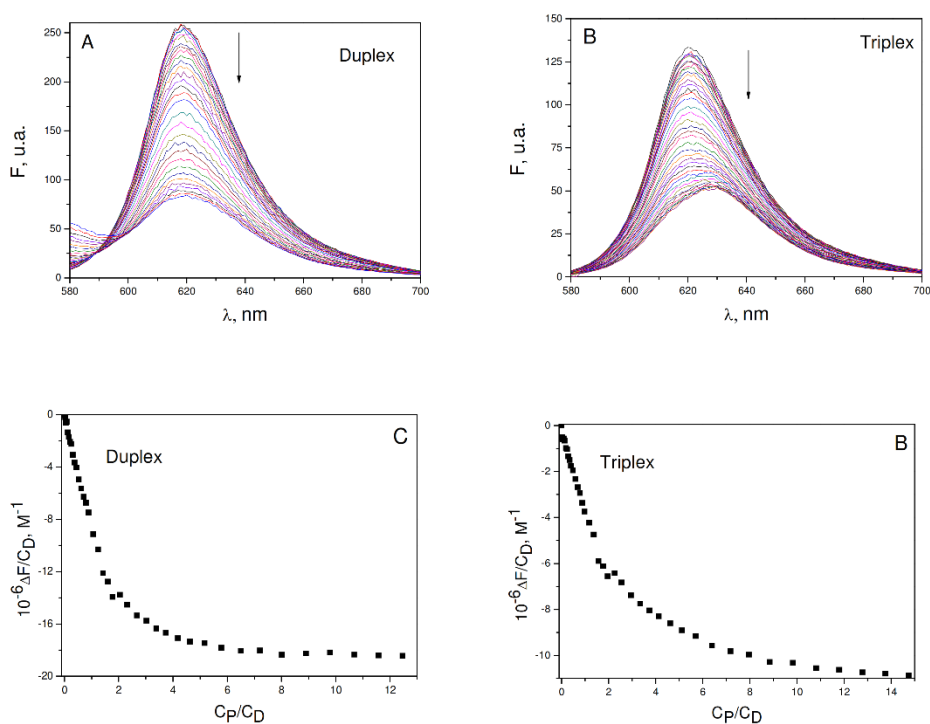 A
Duplex
250
200
150
100
50
0
F, u.a.
580 600 620 640 660 680 700
λ, nm
B
Triplex
150
125
100
75
50
25
0
F, u.a.
580 600 620 640 660 680 700
λ, nm
C
Duplex
0
-4
-8
-12
-16
-20
10⁻⁶ΔF/C_D, M⁻¹
0 2 4 6 8 10 12
C_P/C_D
B
Triplex
0
-2
-4
-6
-8
-10
10⁻⁶ΔF/C_D, M⁻¹
0 2 4 6 8 10 12 14
C_P/C_D